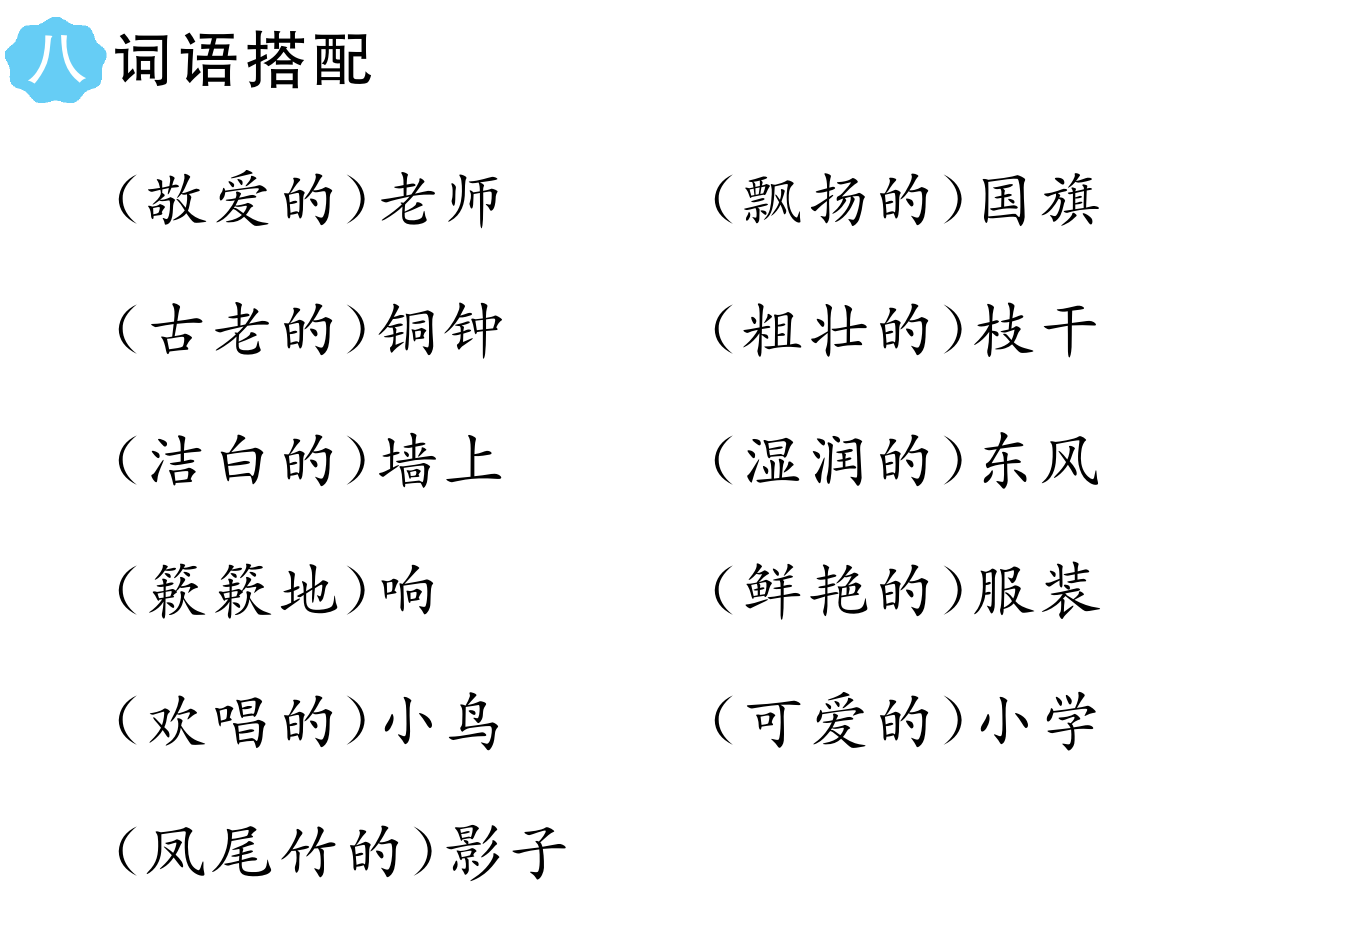 八 词语搭配
（敬爱的）老师 （飘扬的）国旗
（古老的）铜钟 （粗壮的）枝干
（洁白的）墙上 （湿润的）东风
（簌簌地）响 （鲜艳的）服装
（欢唱的）小鸟 （可爱的）小学
（凤尾竹的）影子